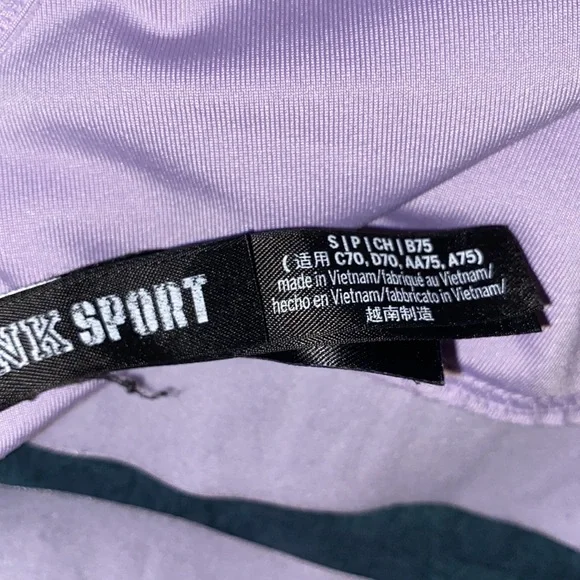 NK SPORT
S | P | CH | B75
( 适用 C70, D70, AA75, A75)
made in Vietnam/fabriqué au Vietnam/
hecho en Vietnam/fabbricato in Vietnam/
越南制造